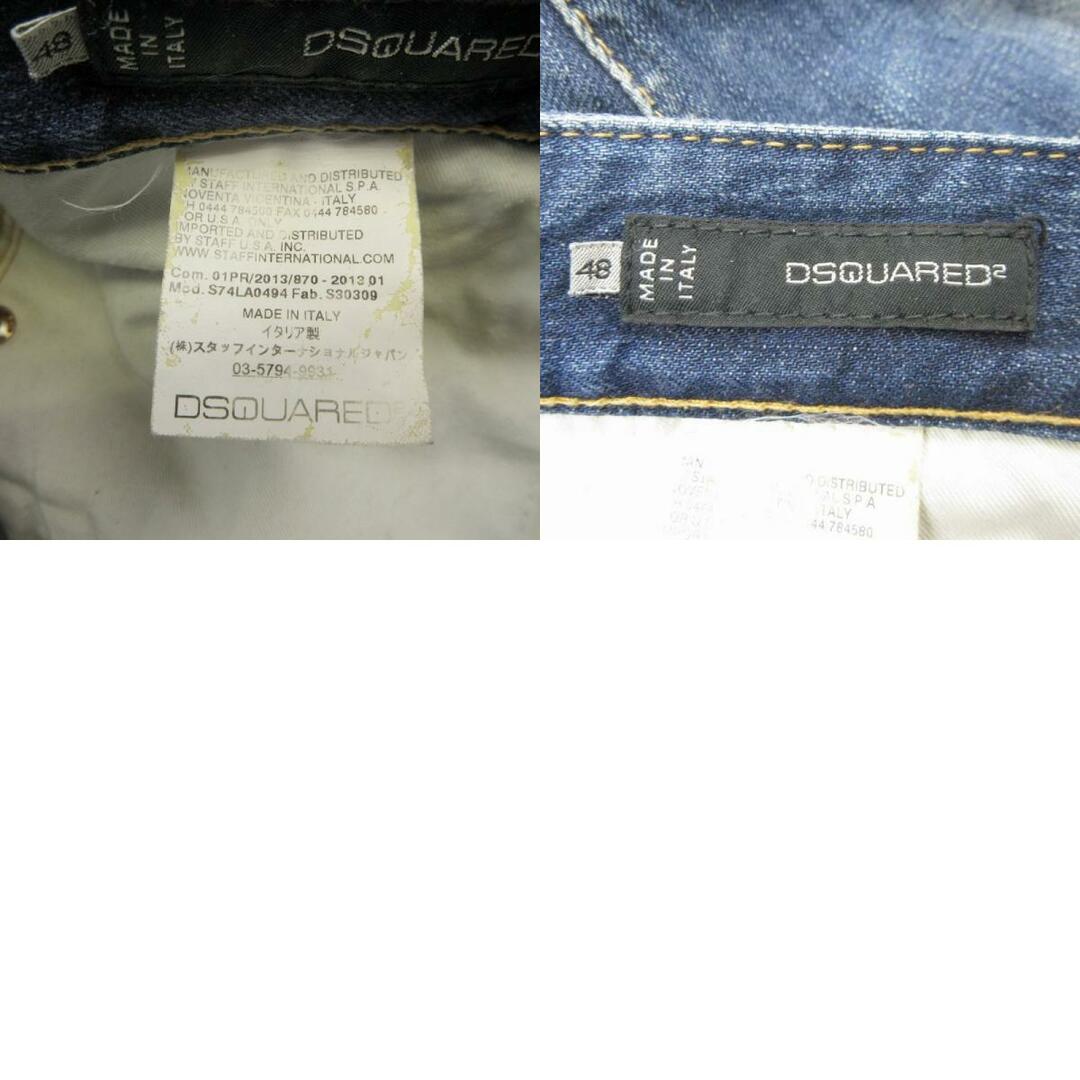 48
MADE
IN
ITALY
DSQUARED
MANUFACTURED AND DISTRIBUTED
BY STAFF INTERNATIONAL S.P.A.
NOVENTA VICENTINA - ITALY
PH 0444 784500 FAX 0444 784580
FOR U.S.A. ONLY
IMPORTED AND DISTRIBUTED
BY STAFF U.S.A. INC.
WWW.STAFFINTERNATIONAL.COM
Com. 01PR/2013/870 - 2013 01
Mod. S74LA0494 Fab. S30309
MADE IN ITALY
イタリア製
(株)スタッフインターナショナルジャパン
03-5794-9931
DSQUARED2
48
MADE
IN
ITALY
DSQUARED2
DISTRIBUTED
S.P.A
ITALY
44 784580